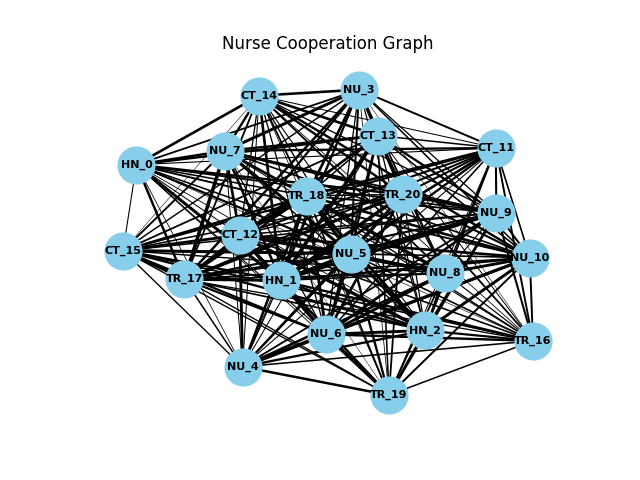 Nurse Cooperation Graph
NU_3
CT_14
CT_13
CT_11
NU_7
HN_0
TR_18
TR_20
NU_9
CT_12
CT_15
NU_5
NU_10
NU_8
TR_17
HN_1
HN_2
NU_6
TR_16
NU_4
TR_19